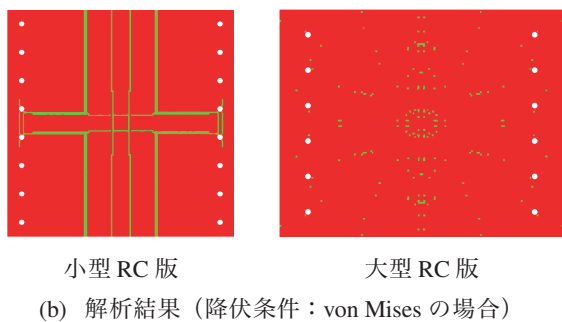 小型 RC 版
大型 RC 版
(b) 解析結果（降伏条件：von Mises の場合）